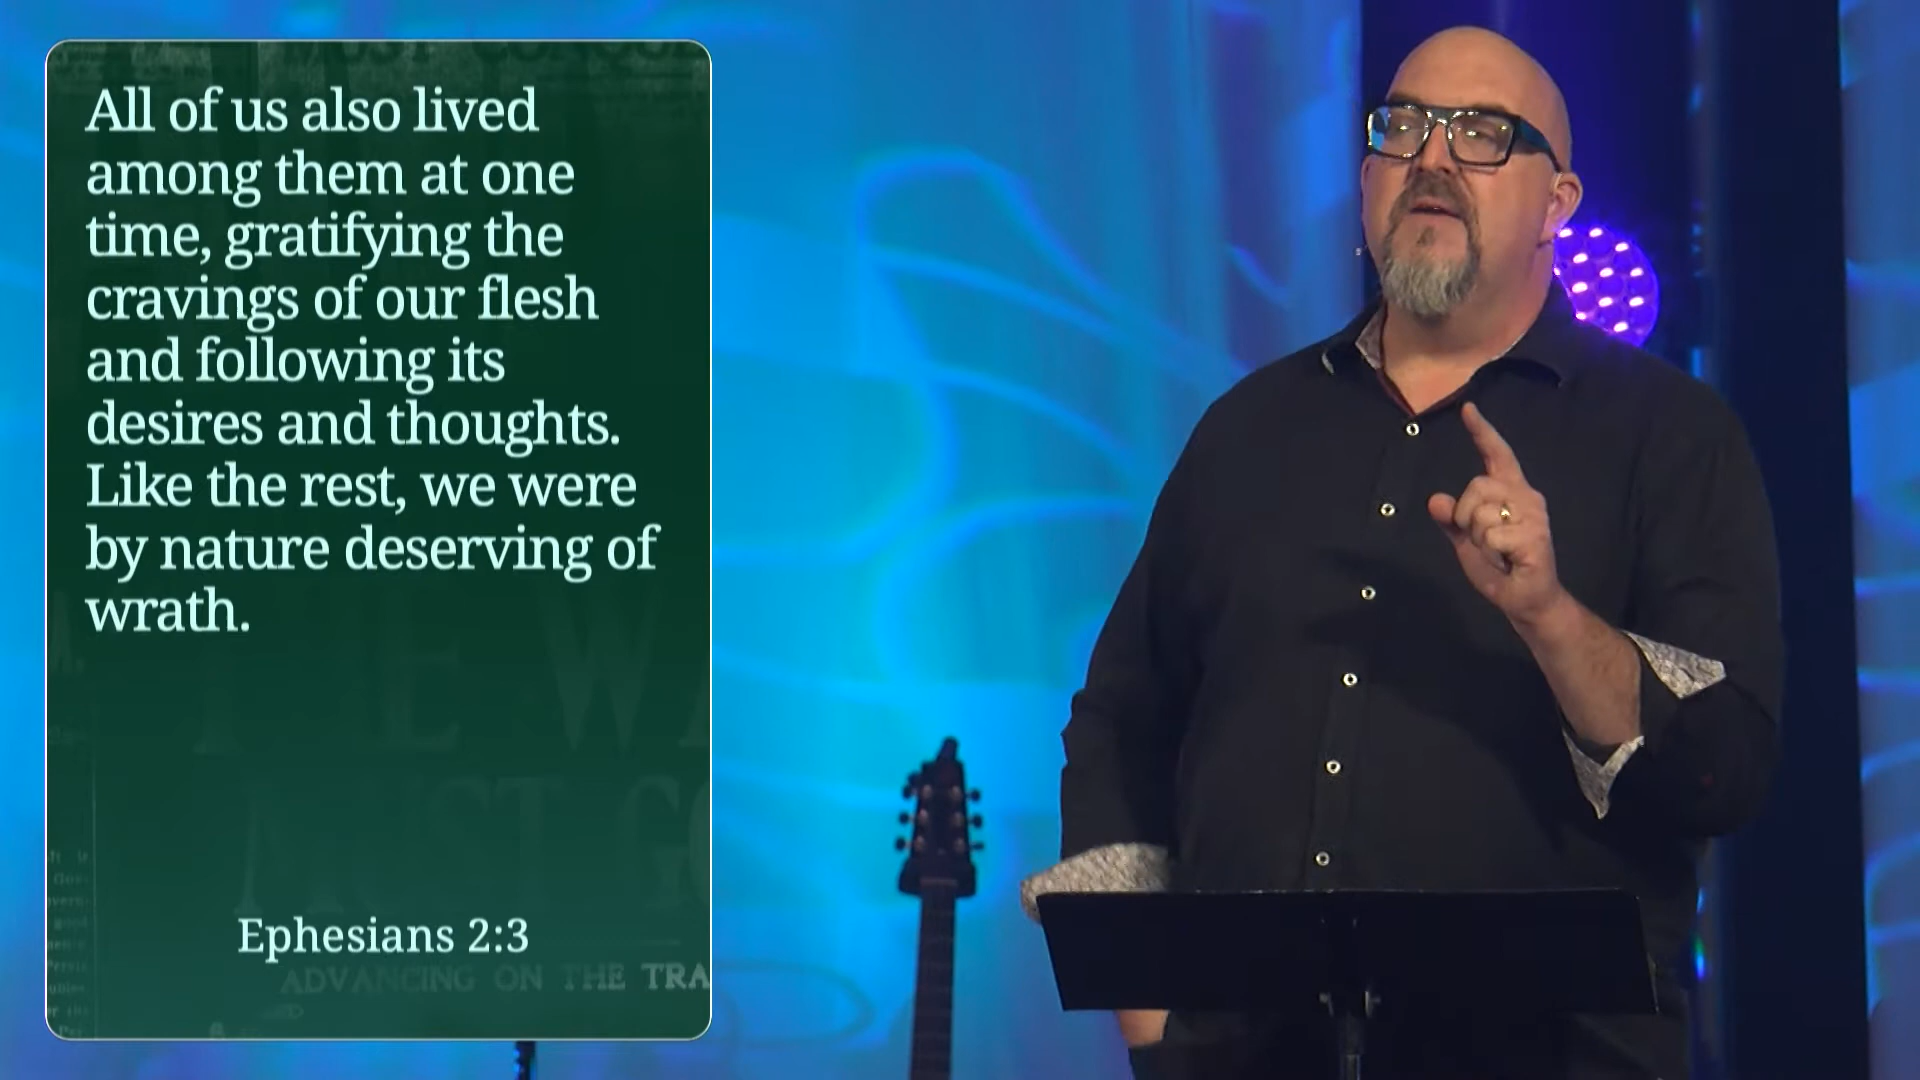 All of us also lived
among them at one
time, gratifying the
cravings of our flesh
and following its
desires and thoughts.
Like the rest, we were
by nature deserving of
wrath.
Ephesians 2:3
ADVANCING ON THE TRA